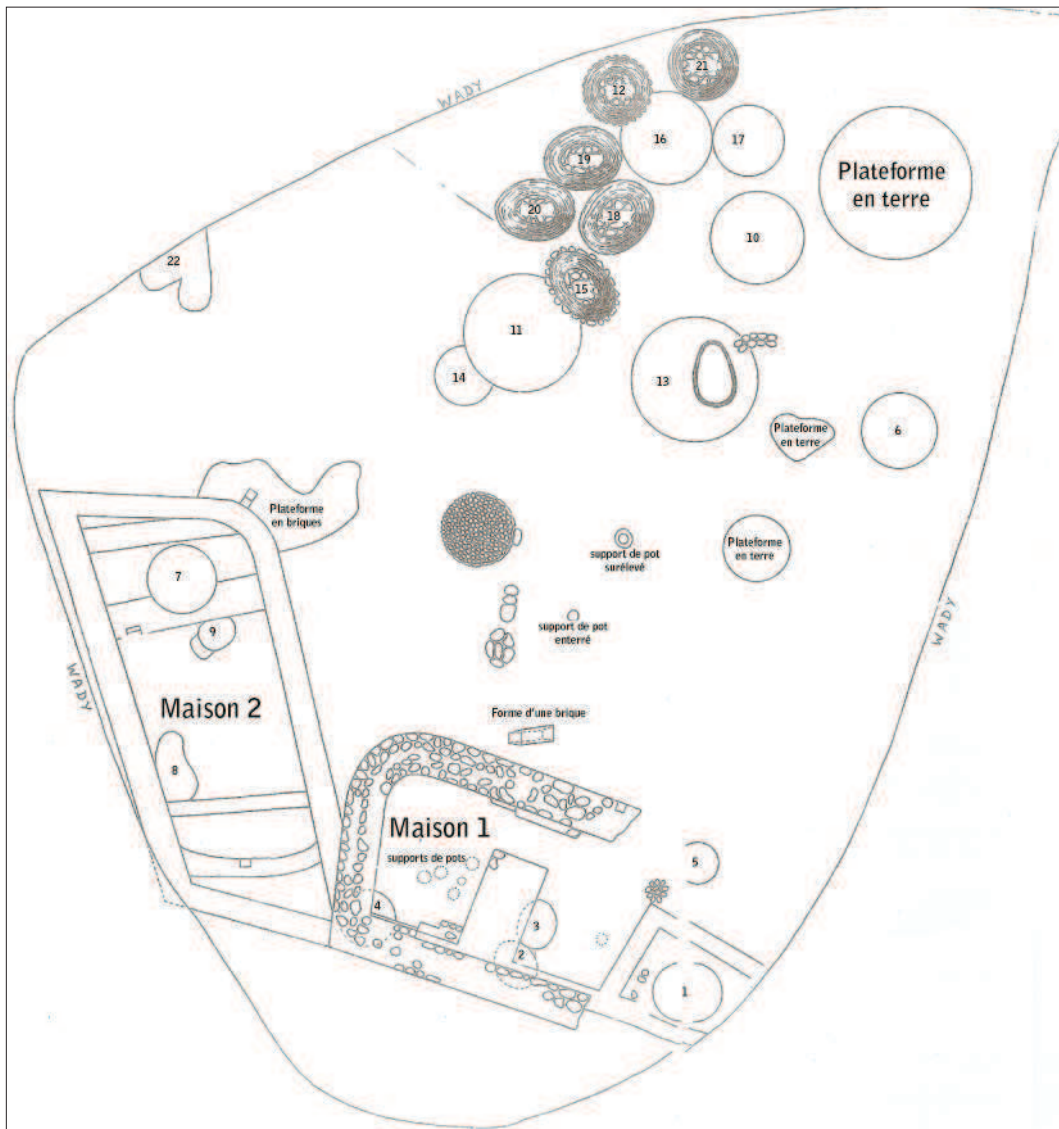 WADY
21
12
16
17
19
Plateforme
en terre
20
18
10
22
15
11
14
13
Plateforme
en terre
6
Plateforme
en briques
support de pot
surélevé
Plateforme
en terre
7
support de pot
enterré
9
WADY
WADY
Maison 2
Forme d'une brique
8
Maison 1
supports de pots
5
4
3
2
1